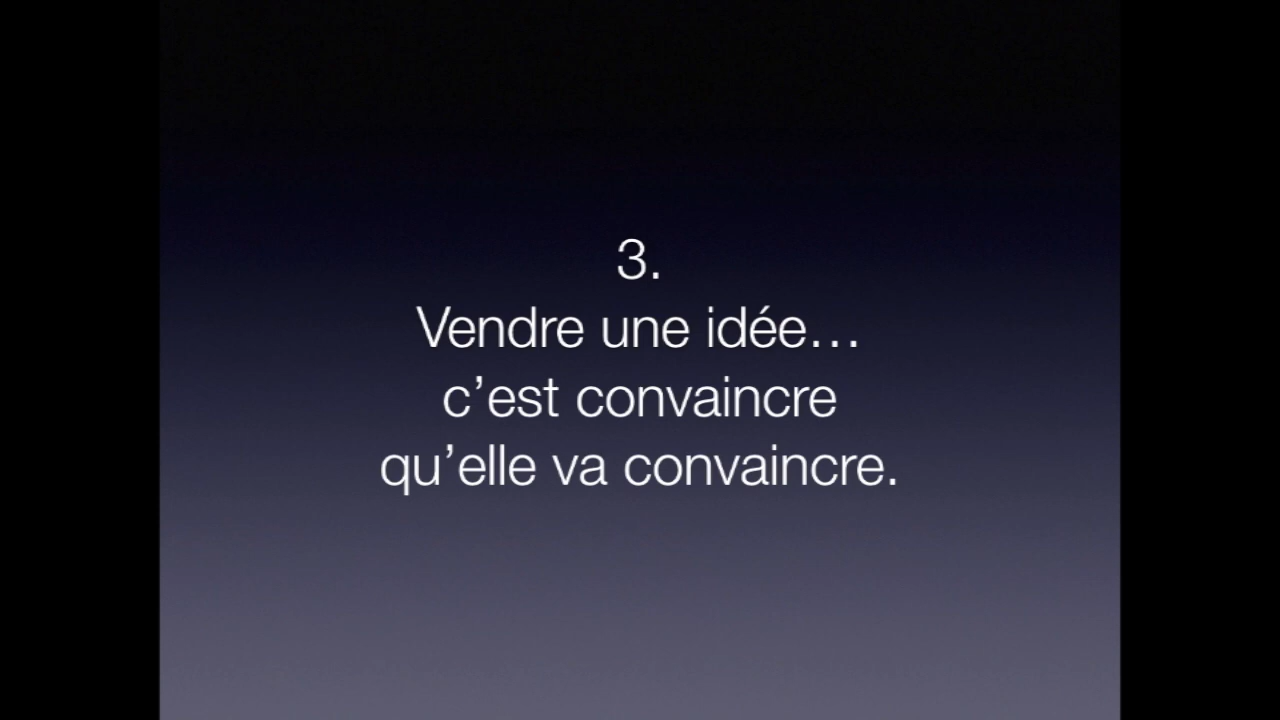 3.
Vendre une idée…
c’est convaincre
qu’elle va convaincre.